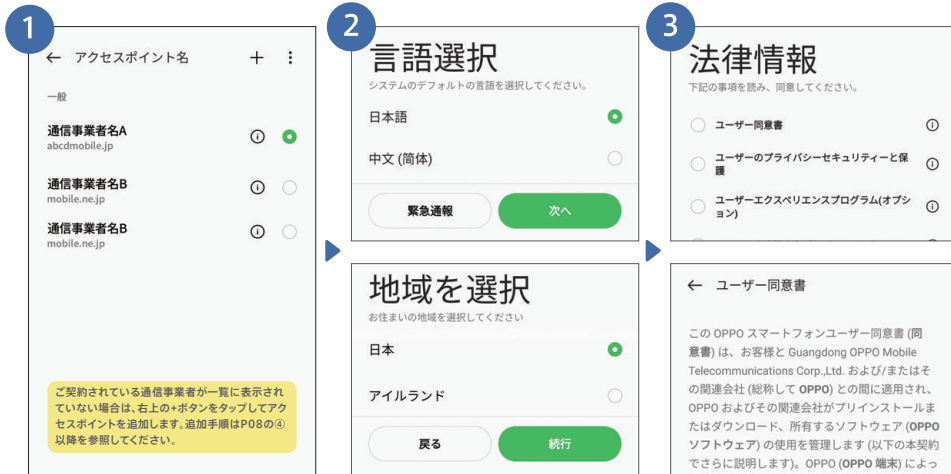 1
← アクセスポイント名 + ⋮
一般
通信事業者名A
abcdmobile.jp
通信事業者名B
mobile.ne.jp
通信事業者名B
mobile.ne.jp
ご契約されている通信事業者が一覧に表示され
ていない場合は、右上の+ボタンをタップしてアク
セスポイントを追加します。追加手順はP08の④
以降を参照してください。
2
言語選択
システムのデフォルトの言語を選択してください。
日本語
中文 (简体)
緊急通報
次へ
地域を選択
お住まいの地域を選択してください
日本
アイルランド
戻る
続行
3
法律情報
下記の事項を読み、同意してください。
ユーザー同意書
ユーザーのプライバシーセキュリティーと保
護
ユーザーエクスペリエンスプログラム(オプシ
ョン)
← ユーザー同意書
この OPPO スマートフォンユーザー同意書 (同
意書) は、お客様と Guangdong OPPO Mobile
Telecommunications Corp.,Ltd. および/またはそ
の関連会社 (総称して OPPO) との間に適用され、
OPPO およびその関連会社がプリインストールま
たはダウンロード、所有するソフトウェア (OPPO
ソフトウェア) の使用を管理します (以下の本契約
でさらに説明します)。OPPO (OPPO 端末) によっ